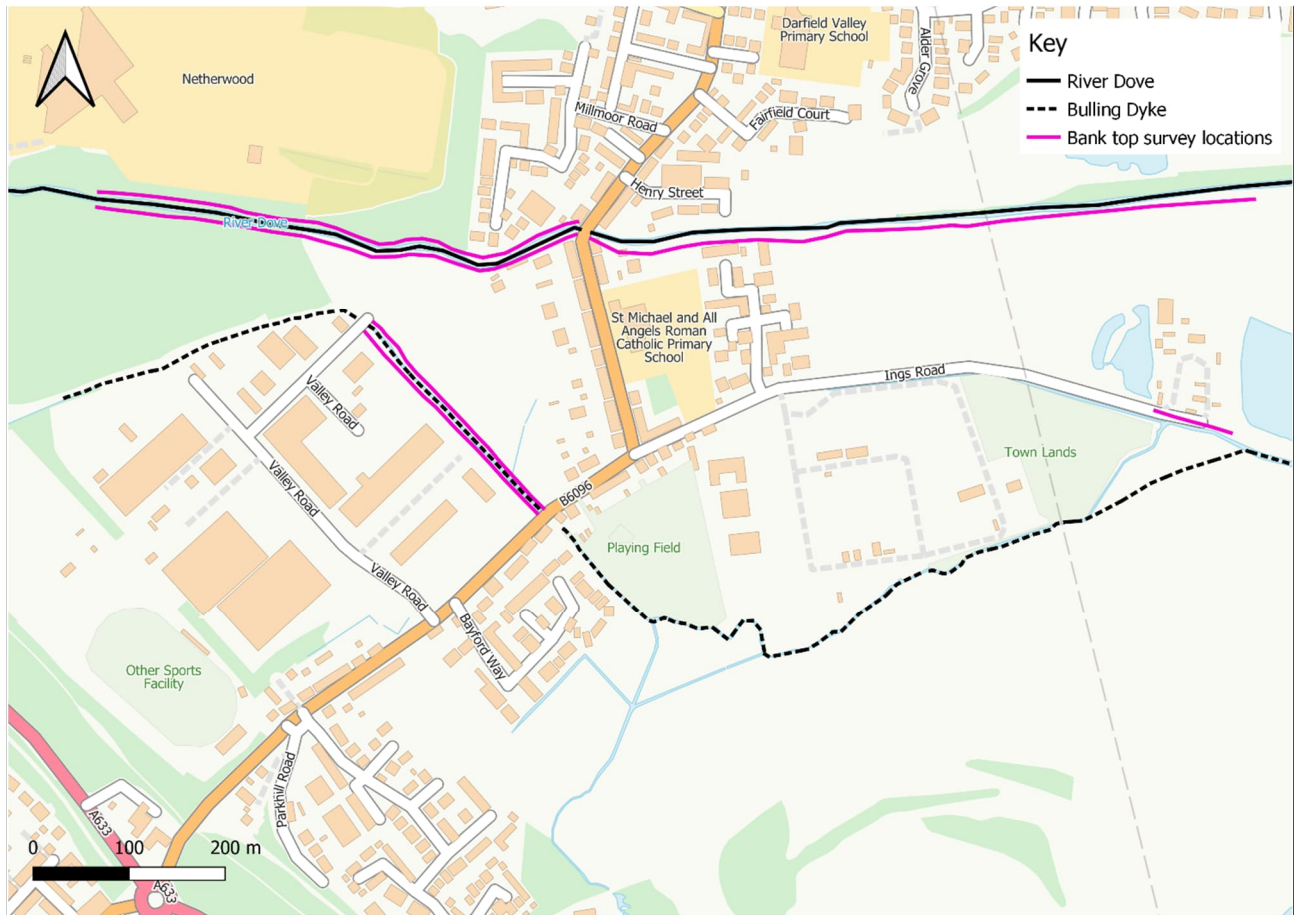 Darfield Valley
Primary School
Alder Grove
Key
River Dove
Bulling Dyke
Bank top survey locations
Netherwood
Millmoor Road
Fairfield Court
Henry Street
River Dove
St Michael and All
Angels Roman
Catholic Primary
School
Ings Road
Valley Road
Town Lands
Valley Road
B6096
Playing Field
Valley Road
Bayford Way
Other Sports
Facility
Parkhill Road
A633
0 100 200 m
A633